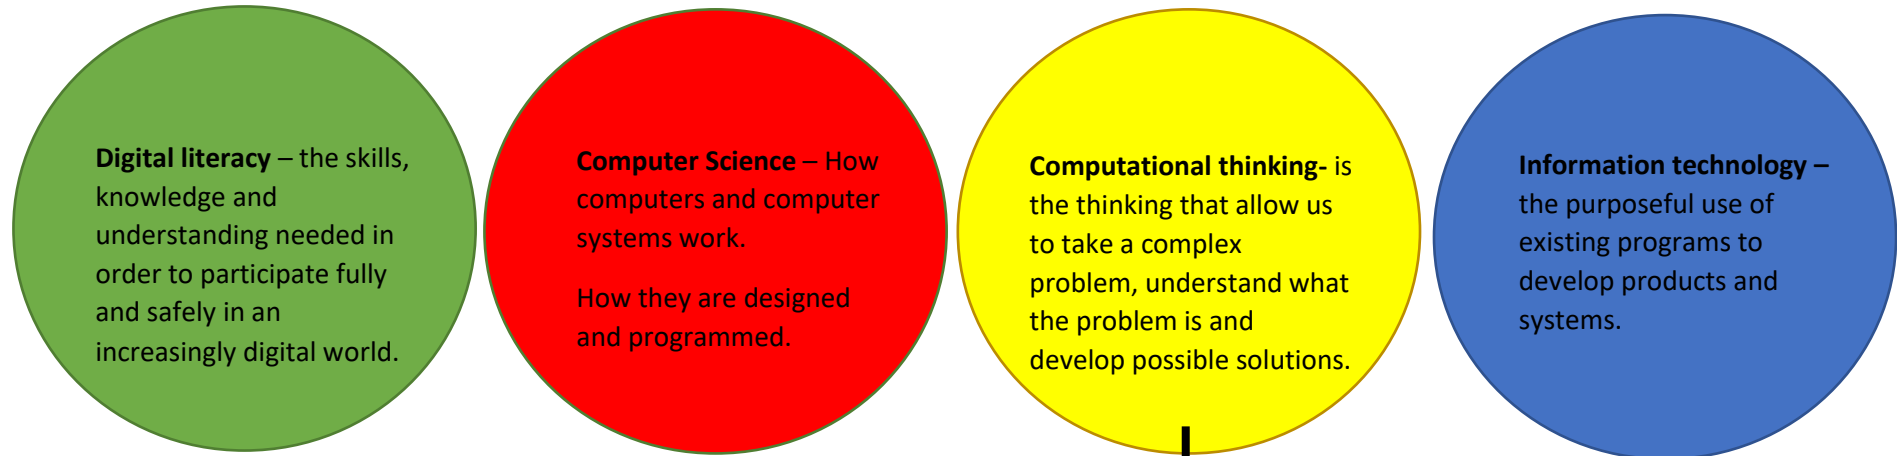 Digital literacy – the skills,
knowledge and
understanding needed in
order to participate fully
and safely in an
increasingly digital world.
Computer Science – How
computers and computer
systems work.
How they are designed
and programmed.
Computational thinking- is
the thinking that allow us
to take a complex
problem, understand what
the problem is and
develop possible solutions.
Information technology –
the purposeful use of
existing programs to
develop products and
systems.